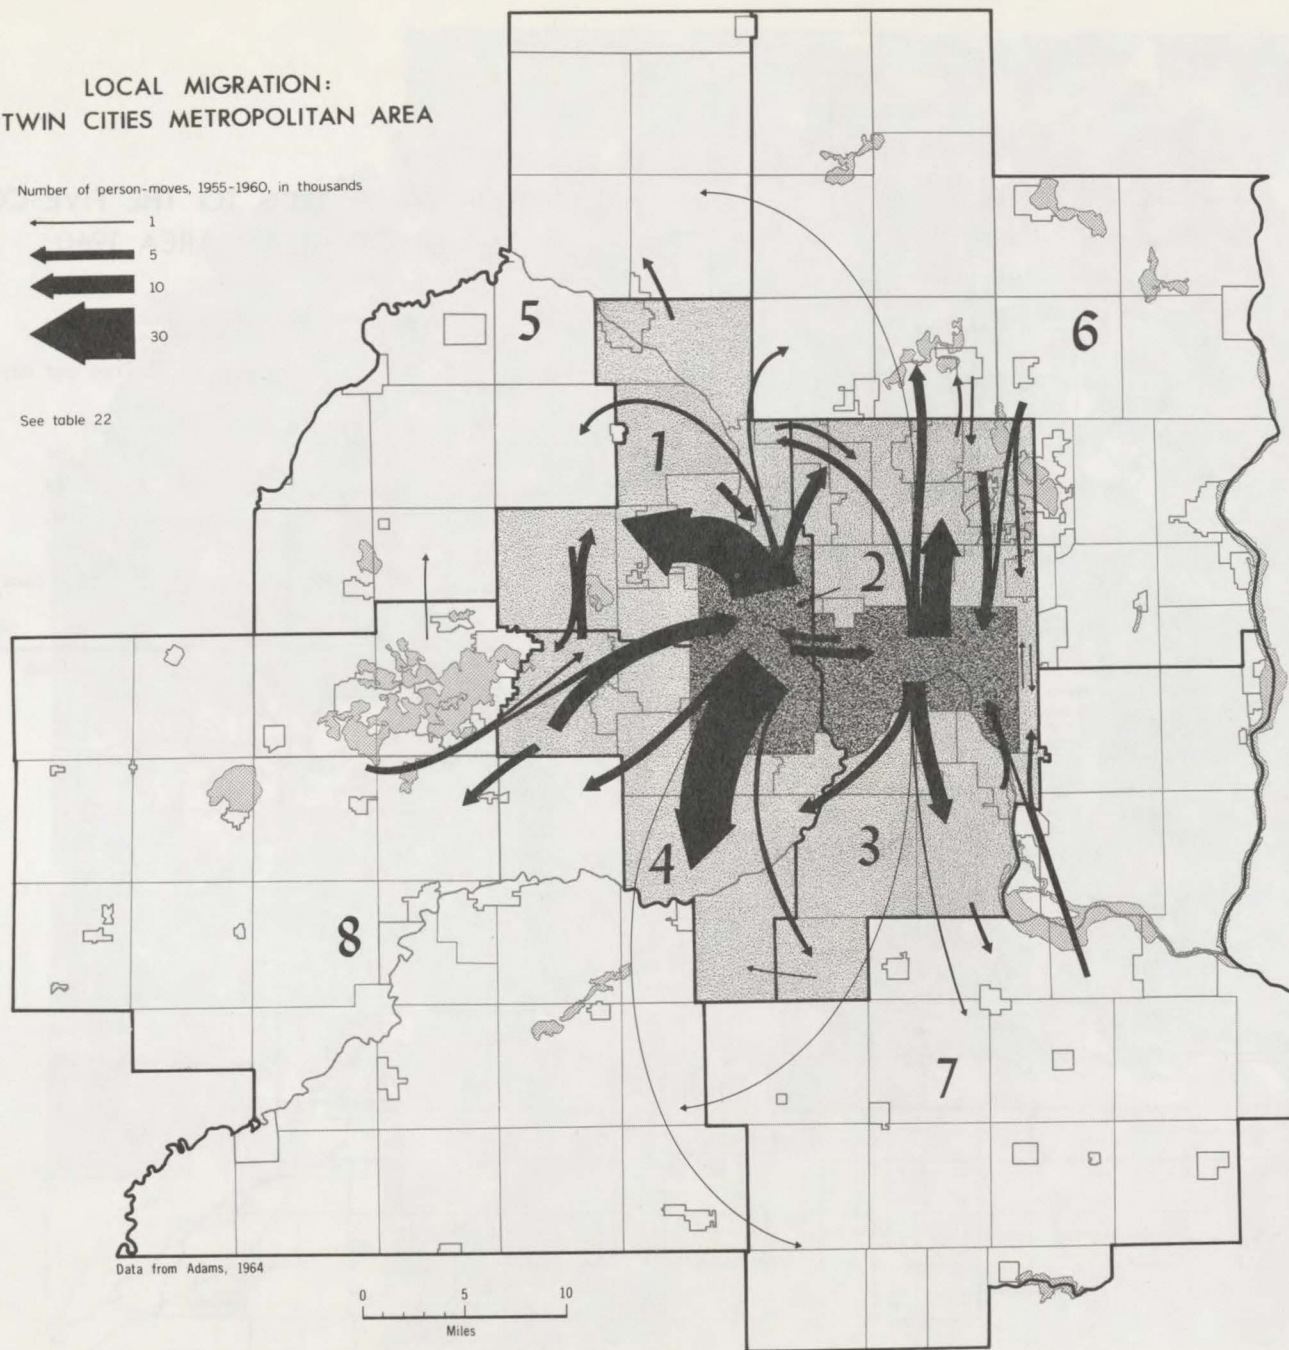 LOCAL MIGRATION:
TWIN CITIES METROPOLITAN AREA
Number of person-moves, 1955-1960, in thousands
1
5
10
30
See table 22
5
6
1
2
4
3
8
7
Data from Adams, 1964
0 5 10
Miles